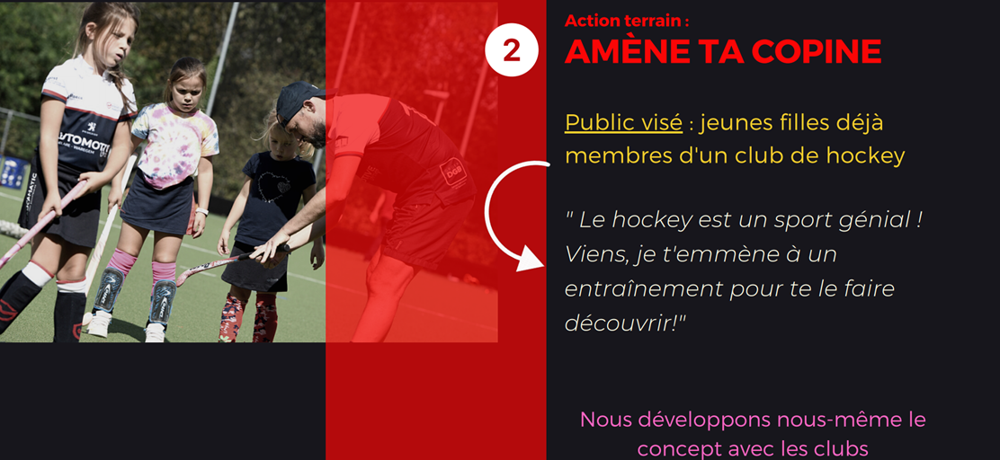 2
Action terrain :
AMÈNE TA COPINE
Public visé : jeunes filles déjà
membres d'un club de hockey
" Le hockey est un sport génial !
Viens, je t'emmène à un
entraînement pour te le faire
découvrir!"
Nous développons nous-même le
concept avec les clubs
DGB